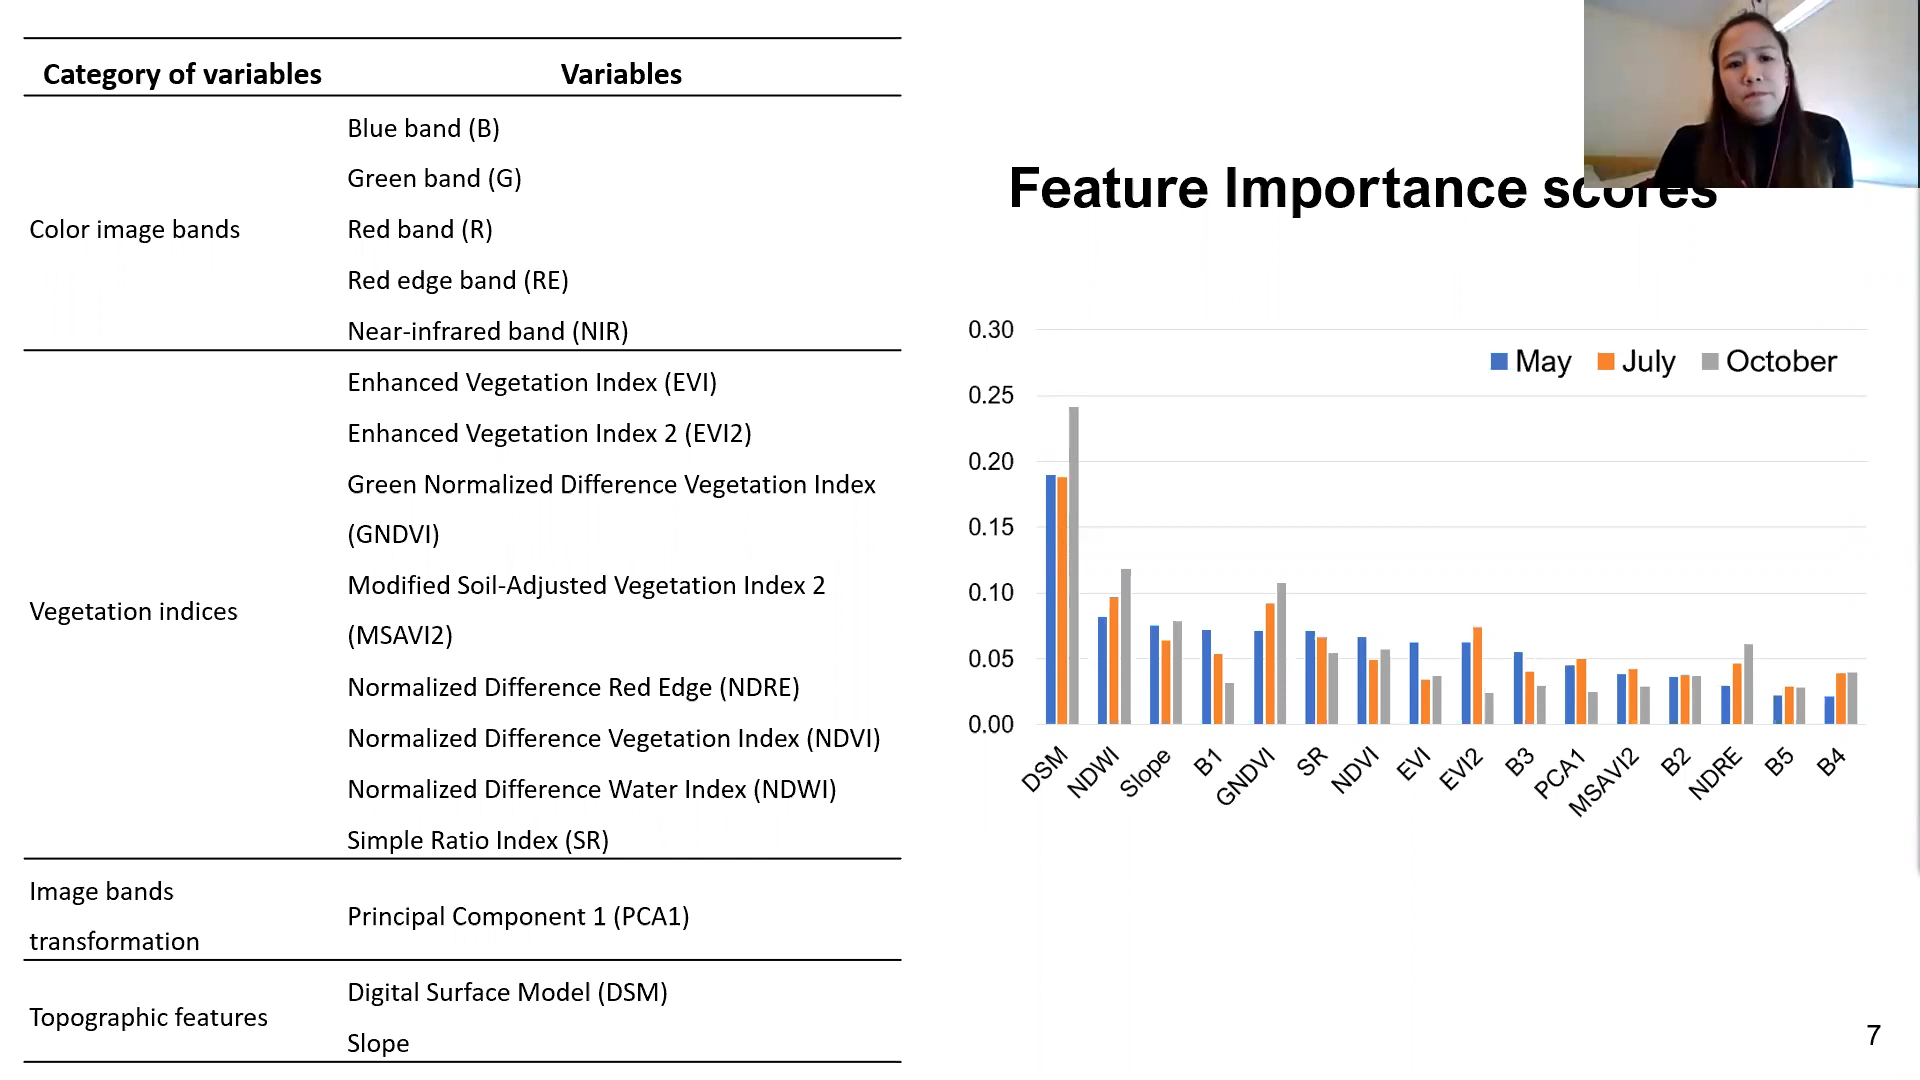 Category of variables Variables
Blue band (B)
Green band (G)
Color image bands Red band (R)
Red edge band (RE)
Near-infrared band (NIR)
Enhanced Vegetation Index (EVI)
Enhanced Vegetation Index 2 (EVI2)
Green Normalized Difference Vegetation Index
(GNDVI)
Vegetation indices
Modified Soil-Adjusted Vegetation Index 2
(MSAVI2)
Normalized Difference Red Edge (NDRE)
Normalized Difference Vegetation Index (NDVI)
Normalized Difference Water Index (NDWI)
Simple Ratio Index (SR)
Image bands
transformation
Principal Component 1 (PCA1)
Topographic features
Digital Surface Model (DSM)
Slope
Feature Importance scores
0.30
May July October
0.25
0.20
0.15
0.10
0.05
0.00
DSM NDWI Slope B1 GNDVI SR NDVI EVI EVI2 B3 PCA1 MSAVI2 B2 NDRE B5 B4
7